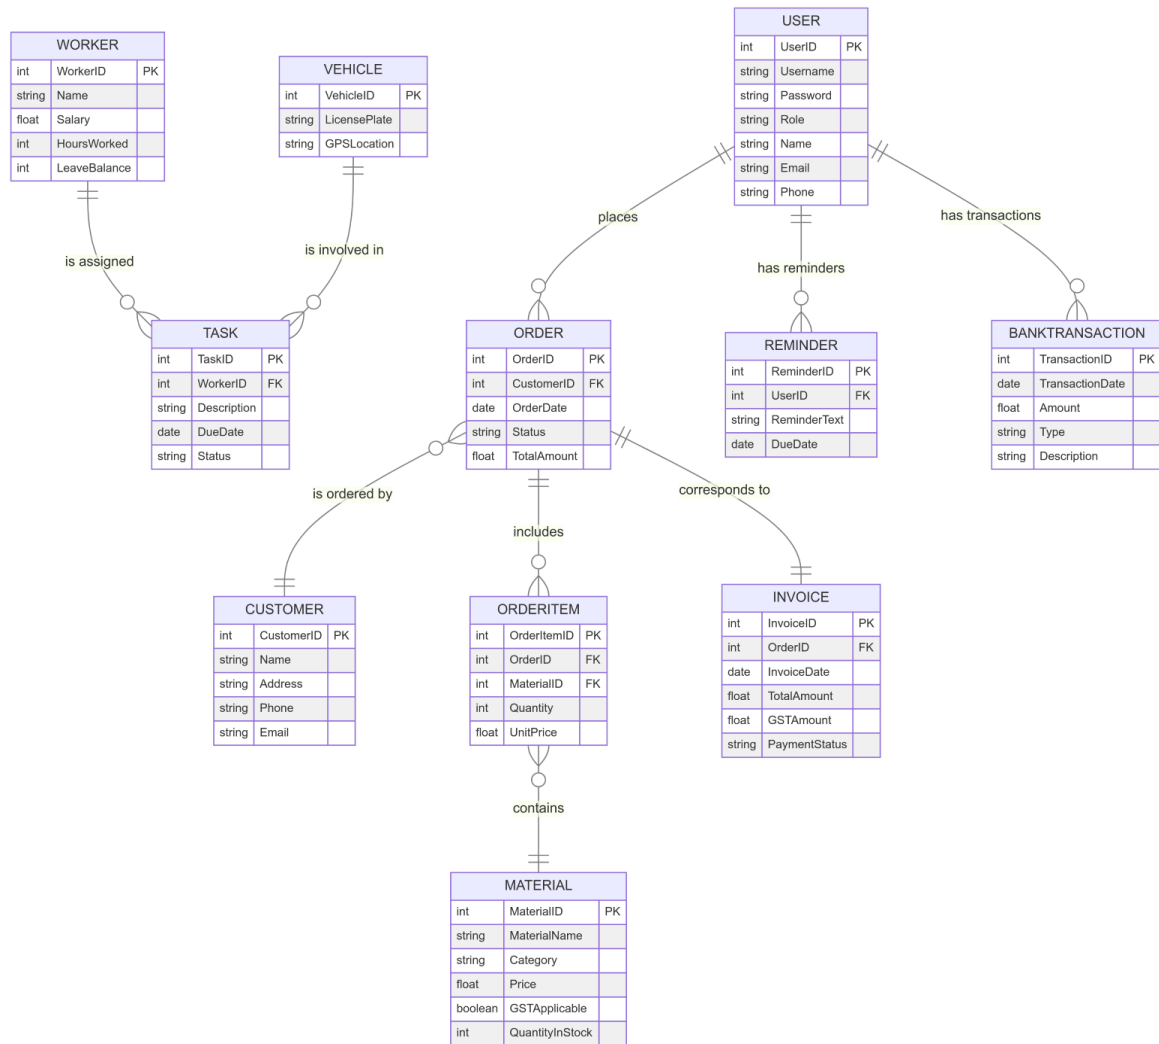 WORKER
int WorkerID PK
string Name
float Salary
int HoursWorked
int LeaveBalance
VEHICLE
int VehicleID PK
string LicensePlate
string GPSLocation
USER
int UserID PK
string Username
string Password
string Role
string Name
string Email
string Phone
is assigned
is involved in
places
has reminders
has transactions
TASK
int TaskID PK
int WorkerID FK
string Description
date DueDate
string Status
ORDER
int OrderID PK
int CustomerID FK
date OrderDate
string Status
float TotalAmount
REMINDER
int ReminderID PK
int UserID FK
string ReminderText
date DueDate
BANKTRANSACTION
int TransactionID PK
date TransactionDate
float Amount
string Type
string Description
is ordered by
includes
corresponds to
CUSTOMER
int CustomerID PK
string Name
string Address
string Phone
string Email
ORDERITEM
int OrderItemID PK
int OrderID FK
int MaterialID FK
int Quantity
float UnitPrice
INVOICE
int InvoiceID PK
int OrderID FK
date InvoiceDate
float TotalAmount
float GSTAmount
string PaymentStatus
contains
MATERIAL
int MaterialID PK
string MaterialName
string Category
float Price
boolean GSTApplicable
int QuantityInStock